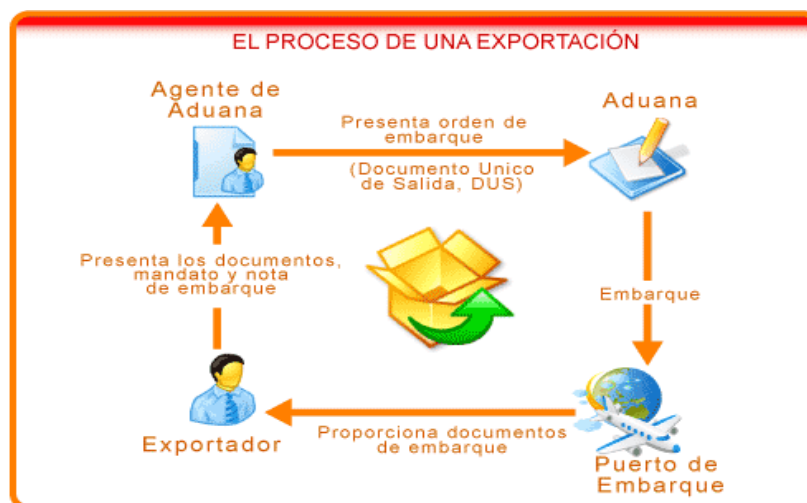 EL PROCESO DE UNA EXPORTACIÓN
Agente de
Aduana
Presenta orden de
embarque
(Documento Unico
de Salida, DUS)
Aduana
Presenta los documentos,
mandato y nota
de embarque
Embarque
Exportador
Proporciona documentos
de embarque
Puerto de
Embarque